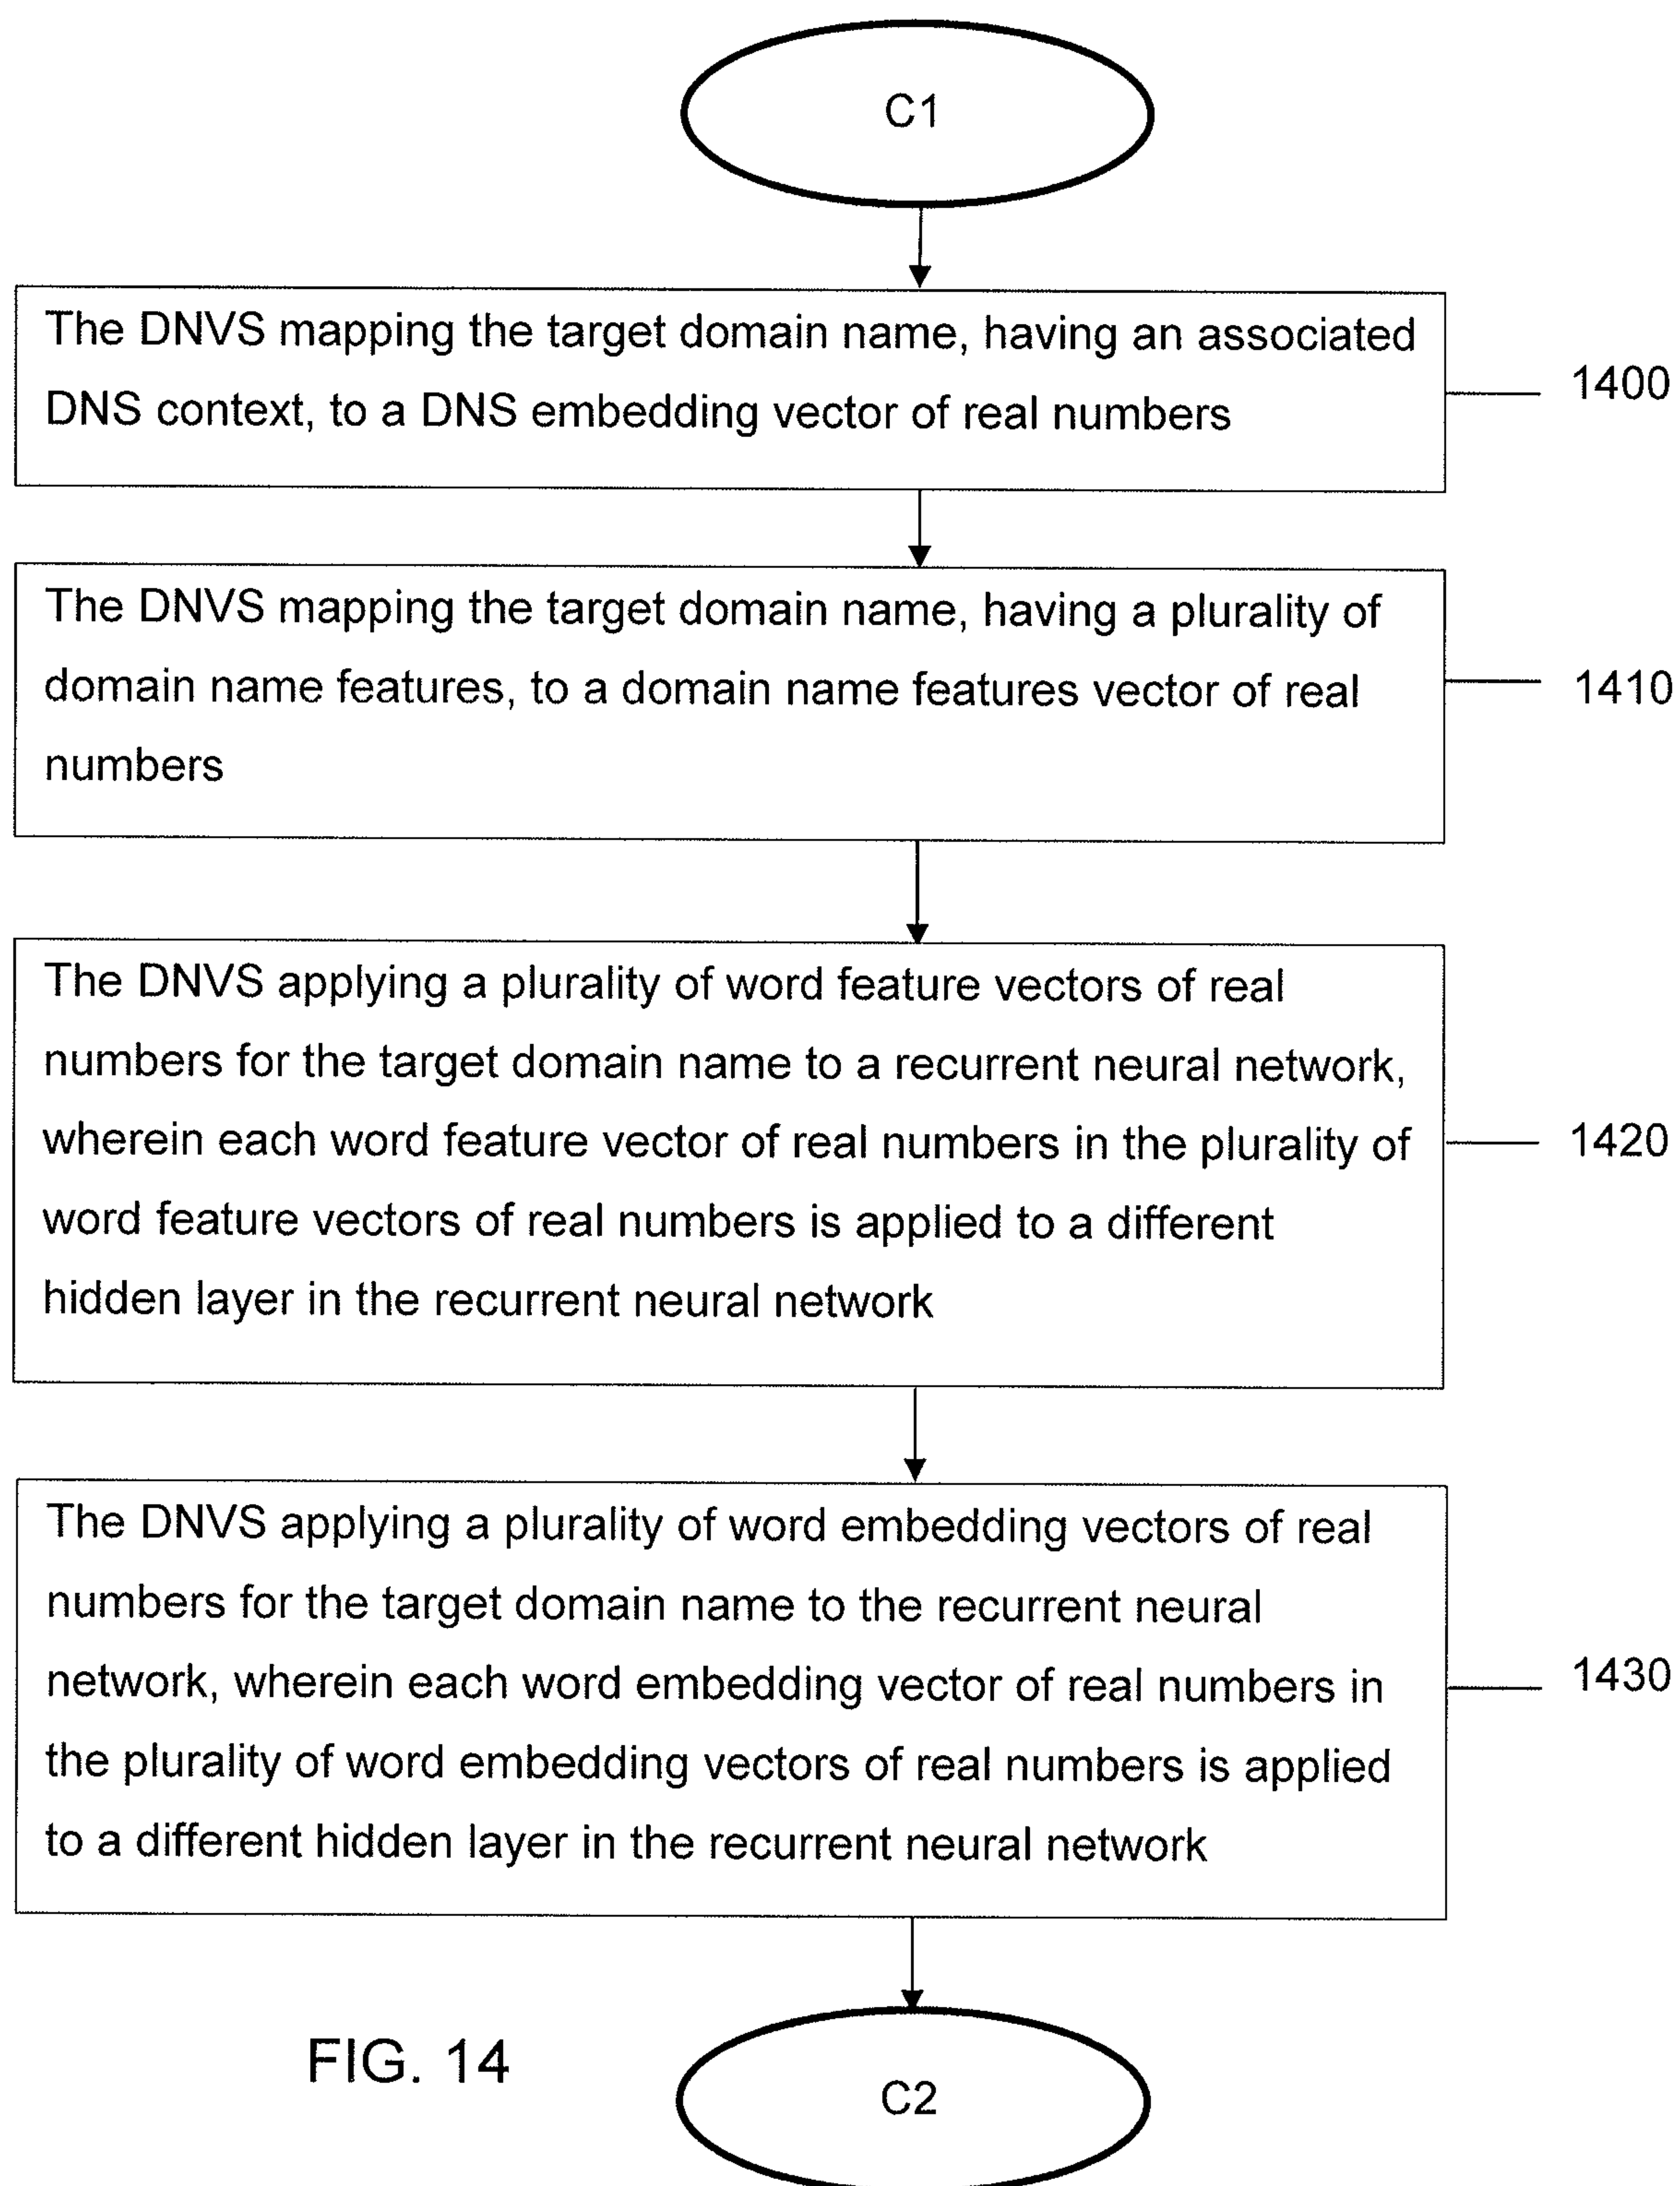 C1
The DNVS mapping the target domain name, having an associated
DNS context, to a DNS embedding vector of real numbers
1400
The DNVS mapping the target domain name, having a plurality of
domain name features, to a domain name features vector of real
numbers
1410
The DNVS applying a plurality of word feature vectors of real
numbers for the target domain name to a recurrent neural network,
wherein each word feature vector of real numbers in the plurality of
word feature vectors of real numbers is applied to a different
hidden layer in the recurrent neural network
1420
The DNVS applying a plurality of word embedding vectors of real
numbers for the target domain name to the recurrent neural
network, wherein each word embedding vector of real numbers in
the plurality of word embedding vectors of real numbers is applied
to a different hidden layer in the recurrent neural network
1430
FIG. 14
C2